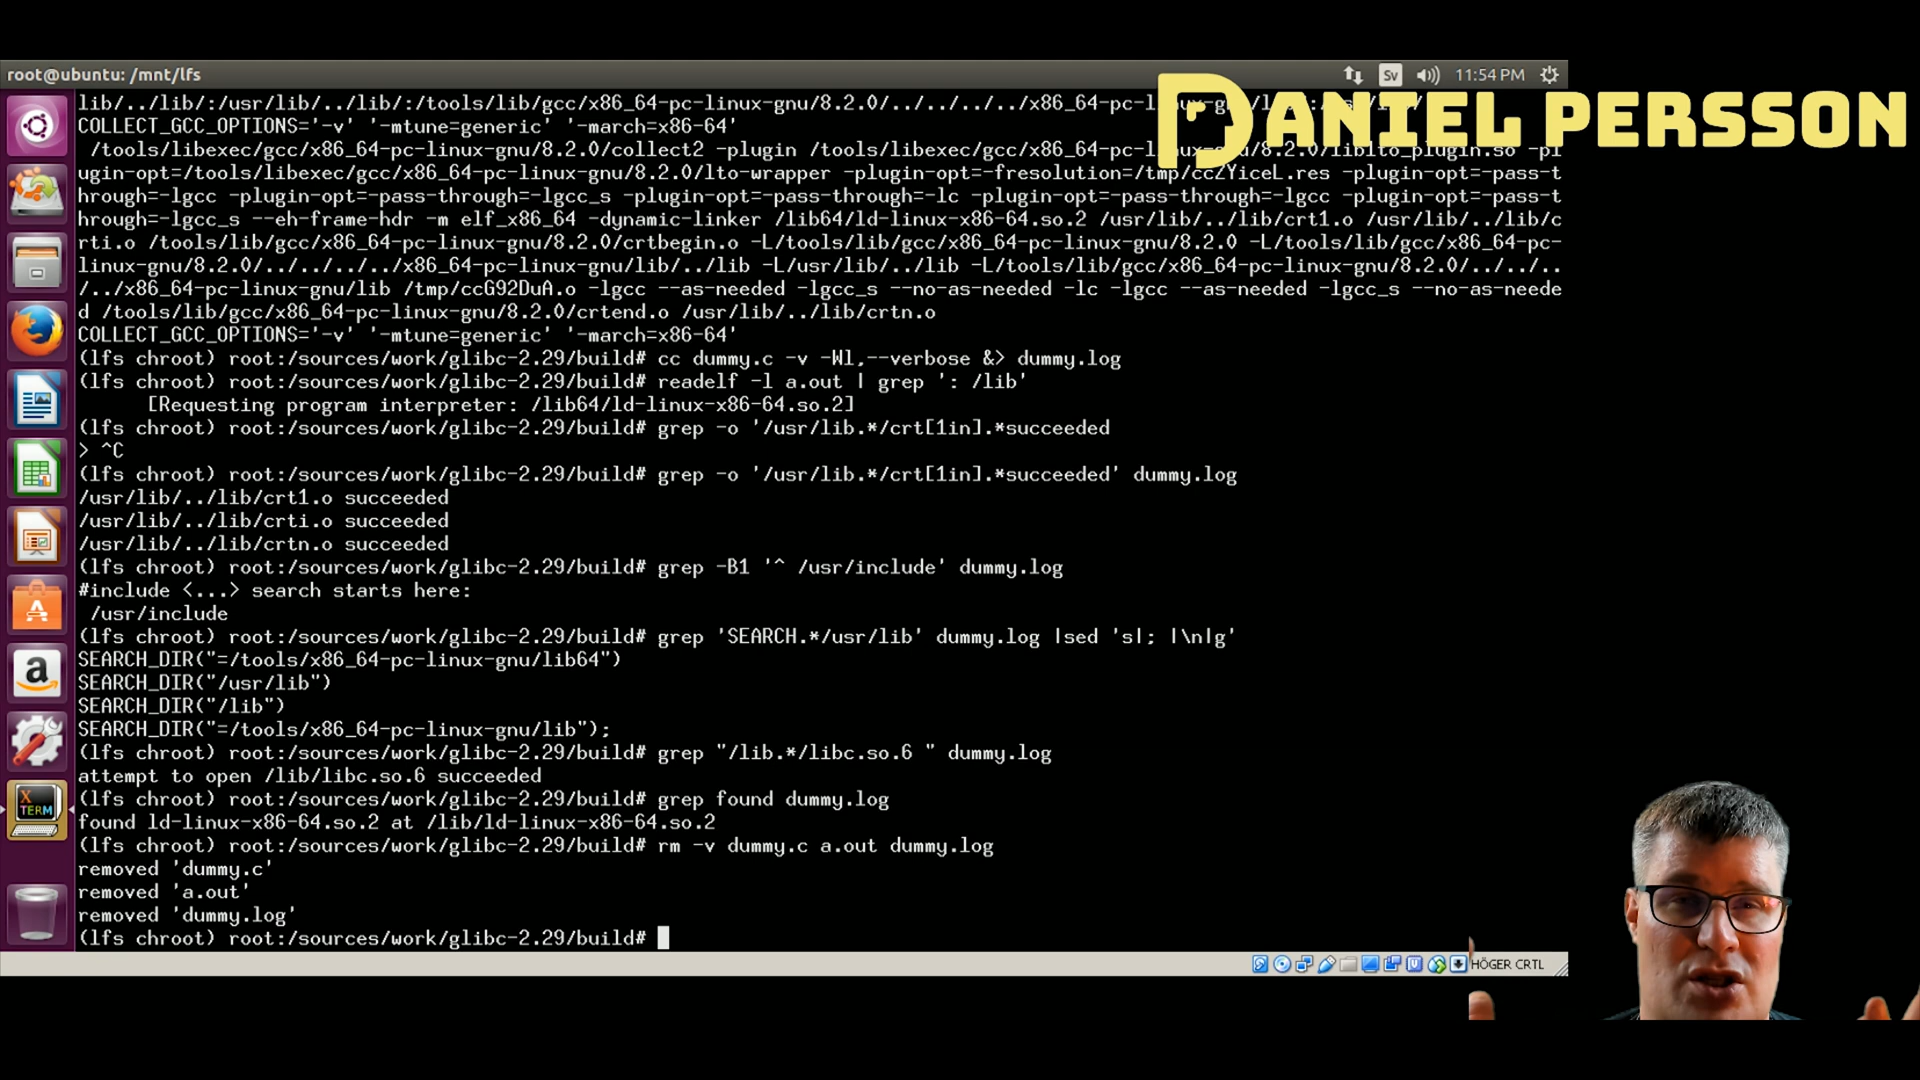 root@ubuntu: /mnt/lfs
Sv
11:54 PM
DANIEL PERSSON
lib/../lib/:/usr/lib/../lib/:/tools/lib/gcc/x86_64-pc-linux-gnu/8.2.0/../../../../x86_64-pc-linux-gnu/
COLLECT_GCC_OPTIONS='-v' '-mtune=generic' '-march=x86-64'
/tools/libexec/gcc/x86_64-pc-linux-gnu/8.2.0/collect2 -plugin /tools/libexec/gcc/x86_64-pc-linux-gnu/8.2.0/liblto_plugin.so -pl
ugin-opt=/tools/libexec/gcc/x86_64-pc-linux-gnu/8.2.0/lto-wrapper -plugin-opt=-fresolution=/tmp/ccZYiceL.res -plugin-opt=-pass-t
hrough=-lgcc -plugin-opt=-pass-through=-lgcc_s -plugin-opt=-pass-through=-lc -plugin-opt=-pass-through=-lgcc -plugin-opt=-pass-t
hrough=-lgcc_s --eh-frame-hdr -m elf_x86_64 -dynamic-linker /lib64/ld-linux-x86-64.so.2 /usr/lib/../lib/crt1.o /usr/lib/../lib/c
rti.o /tools/lib/gcc/x86_64-pc-linux-gnu/8.2.0/crtbegin.o -L/tools/lib/gcc/x86_64-pc-linux-gnu/8.2.0 -L/tools/lib/gcc/x86_64-pc-
linux-gnu/8.2.0/../../../../x86_64-pc-linux-gnu/lib/../lib -L/usr/lib/../lib -L/tools/lib/gcc/x86_64-pc-linux-gnu/8.2.0/../../..
/../x86_64-pc-linux-gnu/lib /tmp/ccG92DuA.o -lgcc --as-needed -lgcc_s --no-as-needed -lc -lgcc --as-needed -lgcc_s --no-as-neede
d /tools/lib/gcc/x86_64-pc-linux-gnu/8.2.0/crtend.o /usr/lib/../lib/crtn.o
COLLECT_GCC_OPTIONS='-v' '-mtune=generic' '-march=x86-64'
(lfs chroot) root:/sources/work/glibc-2.29/build# cc dummy.c -v -Wl,--verbose &> dummy.log
(lfs chroot) root:/sources/work/glibc-2.29/build# readelf -l a.out | grep ': /lib'
[Requesting program interpreter: /lib64/ld-linux-x86-64.so.2]
(lfs chroot) root:/sources/work/glibc-2.29/build# grep -o '/usr/lib.*/crt[1in].*succeeded
> ^C
(lfs chroot) root:/sources/work/glibc-2.29/build# grep -o '/usr/lib.*/crt[1in].*succeeded' dummy.log
/usr/lib/../lib/crt1.o succeeded
/usr/lib/../lib/crti.o succeeded
/usr/lib/../lib/crtn.o succeeded
(lfs chroot) root:/sources/work/glibc-2.29/build# grep -B1 '^ /usr/include' dummy.log
#include <...> search starts here:
/usr/include
(lfs chroot) root:/sources/work/glibc-2.29/build# grep 'SEARCH.*/usr/lib' dummy.log |sed 's|; |\n|g'
SEARCH_DIR("=/tools/x86_64-pc-linux-gnu/lib64")
SEARCH_DIR("/usr/lib")
SEARCH_DIR("/lib")
SEARCH_DIR("=/tools/x86_64-pc-linux-gnu/lib");
(lfs chroot) root:/sources/work/glibc-2.29/build# grep "/lib.*/libc.so.6 " dummy.log
attempt to open /lib/libc.so.6 succeeded
(lfs chroot) root:/sources/work/glibc-2.29/build# grep found dummy.log
found ld-linux-x86-64.so.2 at /lib/ld-linux-x86-64.so.2
(lfs chroot) root:/sources/work/glibc-2.29/build# rm -v dummy.c a.out dummy.log
removed 'dummy.c'
removed 'a.out'
removed 'dummy.log'
(lfs chroot) root:/sources/work/glibc-2.29/build#
X
TERM
HÖGER CRTL